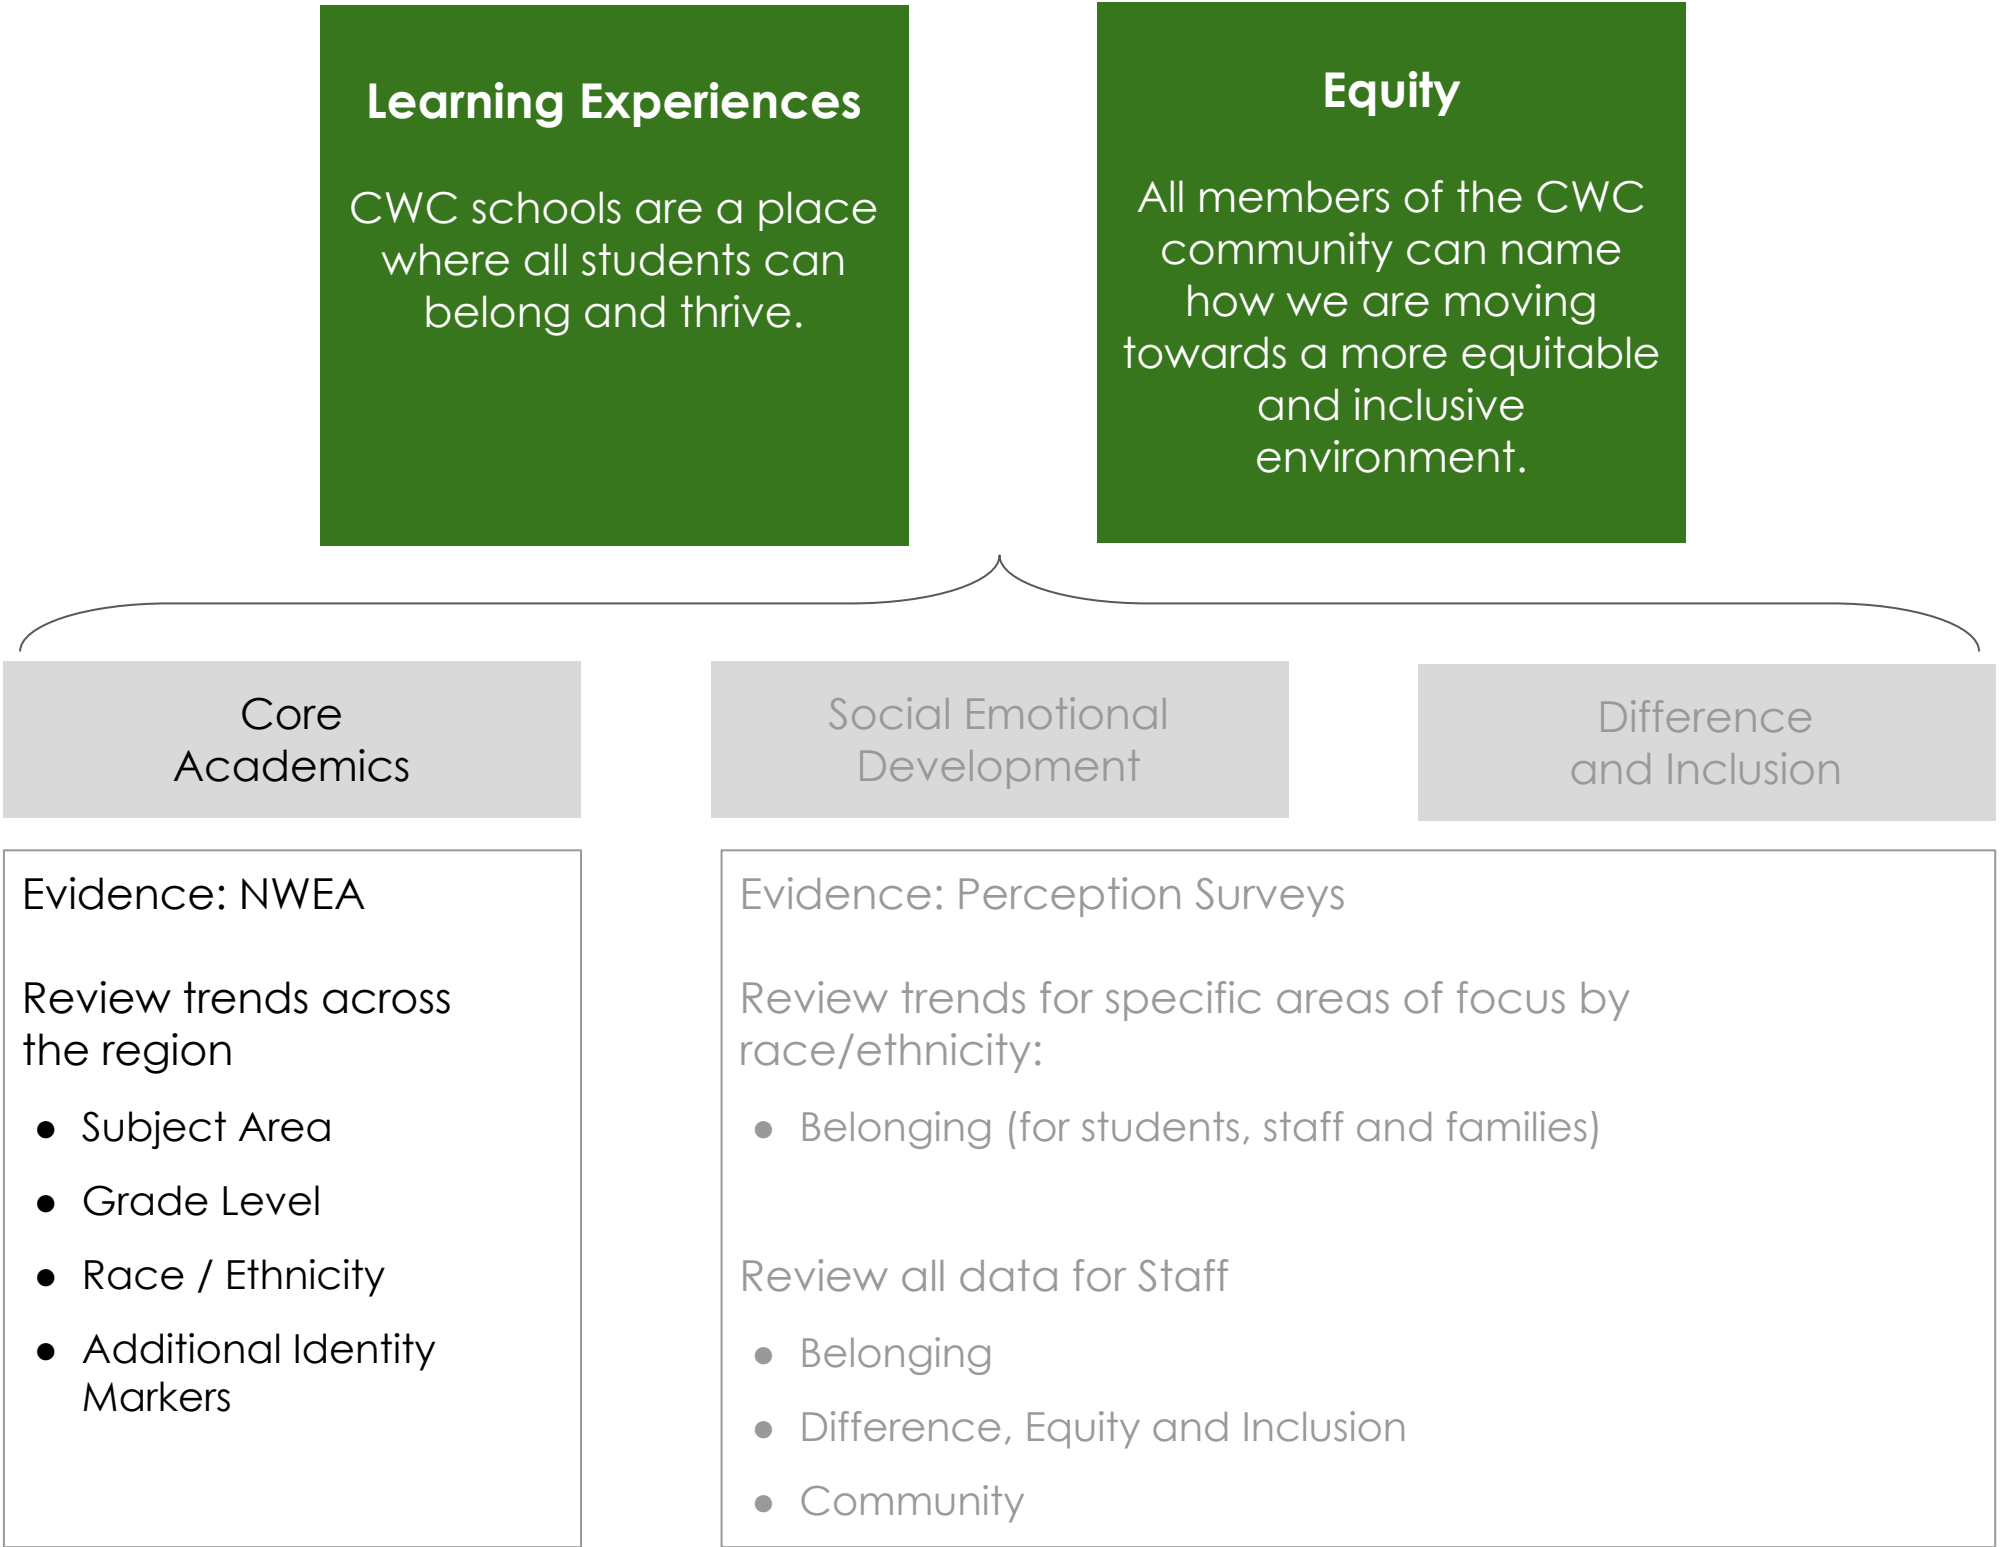 Learning Experiences
CWC schools are a place
where all students can
belong and thrive.
Equity
All members of the CWC
community can name
how we are moving
towards a more equitable
and inclusive
environment.
Core
Academics
Social Emotional
Development
Difference
and Inclusion
Evidence: NWEA
Review trends across
the region
● Subject Area
● Grade Level
● Race / Ethnicity
● Additional Identity
Markers
Evidence: Perception Surveys
Review trends for specific areas of focus by
race/ethnicity:
● Belonging (for students, staff and families)
Review all data for Staff
● Belonging
● Difference, Equity and Inclusion
● Community